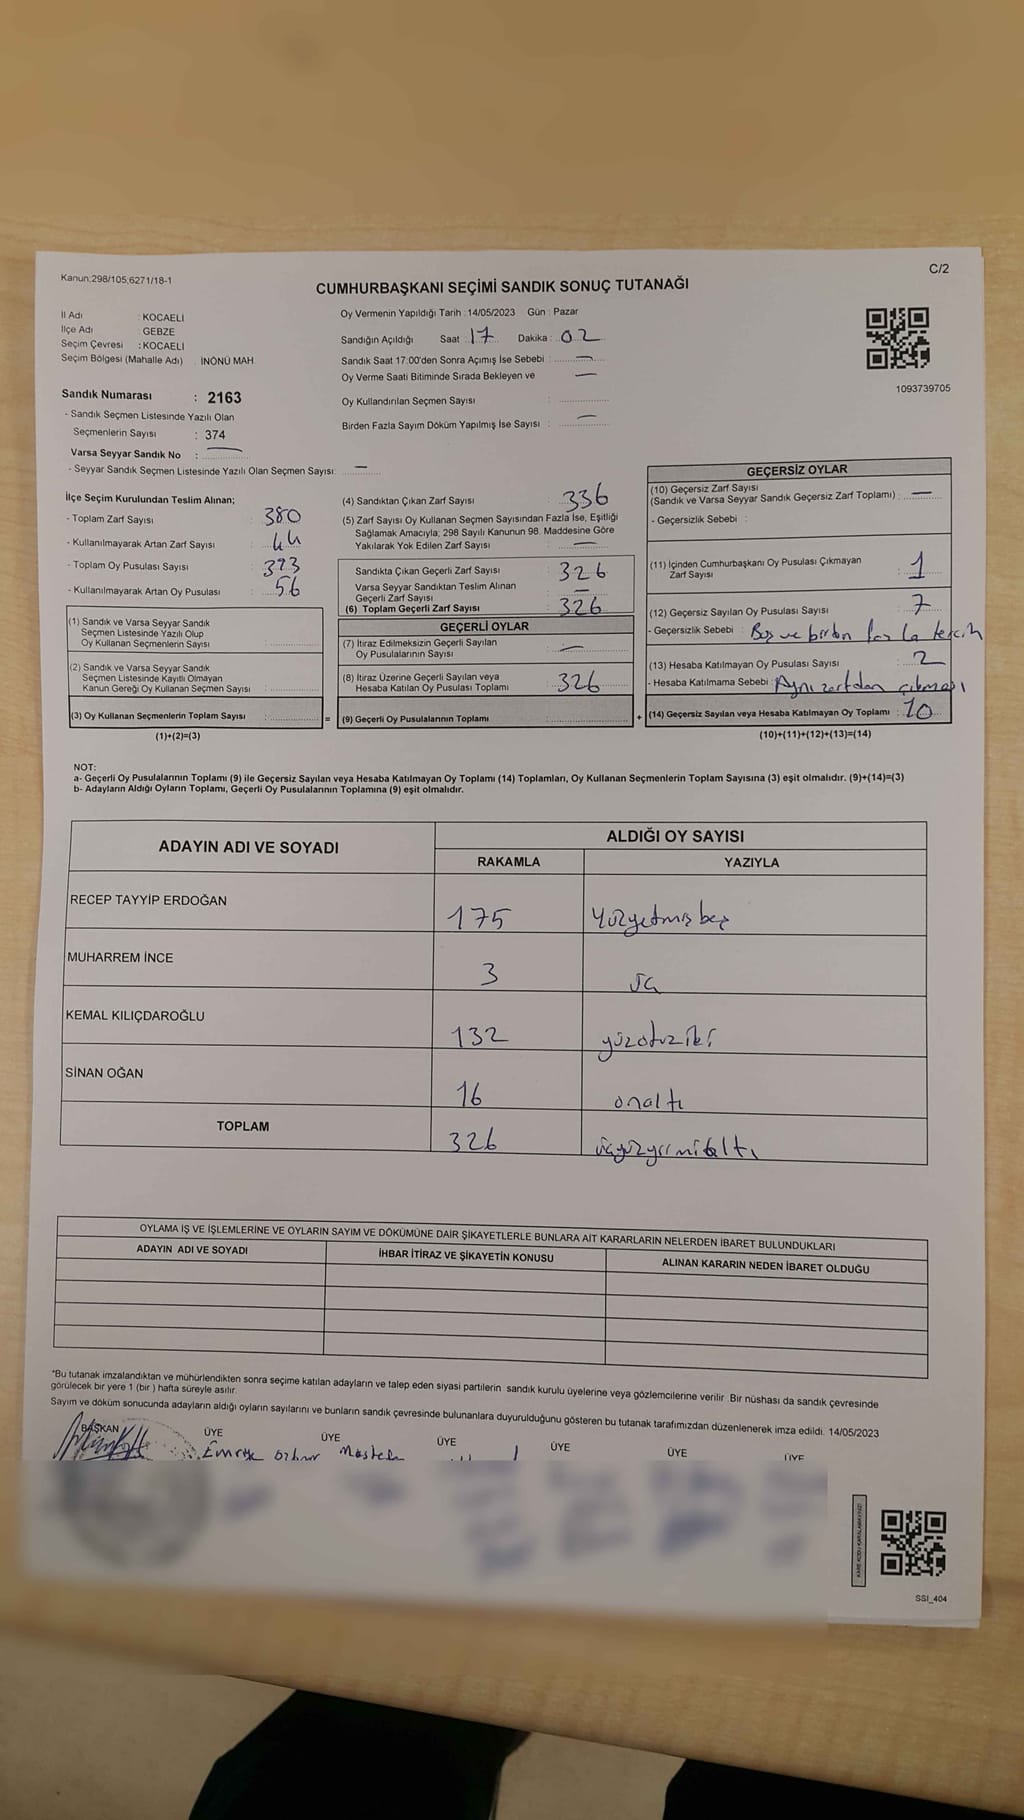 Kanun:298/105,6271/18-1
C/2
CUMHURBAŞKANI SEÇİMİ SANDIK SONUÇ TUTANAĞI
İl Adı : KOCAELİ
İlçe Adı : GEBZE
Seçim Çevresi : KOCAELİ
Seçim Bölgesi (Mahalle Adı) : İNÖNÜ MAH.
Sandık Numarası : 2163
- Sandık Seçmen Listesinde Yazılı Olan
Seçmenlerin Sayısı : 374
Varsa Seyyar Sandık No : —
- Seyyar Sandık Seçmen Listesinde Yazılı Olan Seçmen Sayısı: —
Oy Vermenin Yapıldığı Tarih : 14/05/2023 Gün : Pazar
Sandığın Açıldığı Saat : 17 Dakika : 02
Sandık Saat 17:00'den Sonra Açımış İse Sebebi : —
Oy Verme Saati Bitiminde Sırada Bekleyen ve —
Oy Kullandırılan Seçmen Sayısı :
Birden Fazla Sayım Döküm Yapılmış İse Sayısı : —
1093739705
İlçe Seçim Kurulundan Teslim Alınan;
- Toplam Zarf Sayısı : 380
- Kullanılmayarak Artan Zarf Sayısı : 44
- Toplam Oy Pusulası Sayısı : 393
- Kullanılmayarak Artan Oy Pusulası : 56
(1) Sandık ve Varsa Seyyar Sandık
Seçmen Listesinde Yazılı Olup
Oy Kullanan Seçmenlerin Sayısı :
(2) Sandık ve Varsa Seyyar Sandık
Seçmen Listesinde Kayıtlı Olmayan
Kanun Gereği Oy Kullanan Seçmen Sayısı :
(3) Oy Kullanan Seçmenlerin Toplam Sayısı : =
(1)+(2)=(3)
(4) Sandıktan Çıkan Zarf Sayısı : 336
(5) Zarf Sayısı Oy Kullanan Seçmen Sayısından Fazla İse, Eşitliği
Sağlamak Amacıyla; 298 Sayılı Kanunun 98. Maddesine Göre
Yakılarak Yok Edilen Zarf Sayısı : —
Sandıkta Çıkan Geçerli Zarf Sayısı : 326
Varsa Seyyar Sandıktan Teslim Alınan
Geçerli Zarf Sayısı : —
(6) Toplam Geçerli Zarf Sayısı : 326
GEÇERLİ OYLAR
(7) İtiraz Edilmeksizin Geçerli Sayılan
Oy Pusulalarının Sayısı : —
(8) İtiraz Üzerine Geçerli Sayılan veya
Hesaba Katılan Oy Pusulası Toplamı : 326
(9) Geçerli Oy Pusulalarının Toplamı : +
GEÇERSİZ OYLAR
(10) Geçersiz Zarf Sayısı
(Sandık ve Varsa Seyyar Sandık Geçersiz Zarf Toplamı) : —
- Geçersizlik Sebebi :
(11) İçinden Cumhurbaşkanı Oy Pusulası Çıkmayan
Zarf Sayısı : 1
(12) Geçersiz Sayılan Oy Pusulası Sayısı : 7
- Geçersizlik Sebebi : Boş ve birden fazla tercih
(13) Hesaba Katılmayan Oy Pusulası Sayısı : 2
- Hesaba Katılmama Sebebi : Aynı zarftan çıkması
(14) Geçersiz Sayılan veya Hesaba Katılmayan Oy Toplamı : 10
(10)+(11)+(12)+(13)=(14)
NOT:
a- Geçerli Oy Pusulalarının Toplamı (9) ile Geçersiz Sayılan veya Hesaba Katılmayan Oy Toplamı (14) Toplamları, Oy Kullanan Seçmenlerin Toplam Sayısına (3) eşit olmalıdır. (9)+(14)=(3)
b- Adayların Aldığı Oyların Toplamı, Geçerli Oy Pusulalarının Toplamına (9) eşit olmalıdır.
ADAYIN ADI VE SOYADI ALDIĞI OY SAYISI
RAKAMLA YAZIYLA
RECEP TAYYİP ERDOĞAN 175 Yüzyetmişbeş
MUHARREM İNCE 3 üç
KEMAL KILIÇDAROĞLU 132 yüzotuziki
SİNAN OĞAN 16 onaltı
TOPLAM 326 üçyüzyirmialtı
OYLAMA İŞ VE İŞLEMLERİNE VE OYLARIN SAYIM VE DÖKÜMÜNE DAİR ŞİKAYETLERLE BUNLARA AİT KARARLARIN NELERDEN İBARET BULUNDUKLARI
ADAYIN ADI VE SOYADI İHBAR İTİRAZ VE ŞİKAYETİN KONUSU ALINAN KARARIN NEDEN İBARET OLDUĞU
*Bu tutanak imzalandıktan ve mühürlendikten sonra seçime katılan adayların ve talep eden siyasi partilerin sandık kurulu üyelerine veya gözlemcilerine verilir. Bir nüshası da sandık çevresinde
görülecek bir yere 1 (bir ) hafta süreyle asılır.
Sayım ve döküm sonucunda adayların aldığı oyların sayılarını ve bunların sandık çevresinde bulunanlara duyurulduğunu gösteren bu tutanak tarafımızdan düzenlenerek imza edildi. 14/05/2023
BAŞKAN ÜYE ÜYE ÜYE ÜYE ÜYE ÜYE
SSI_404